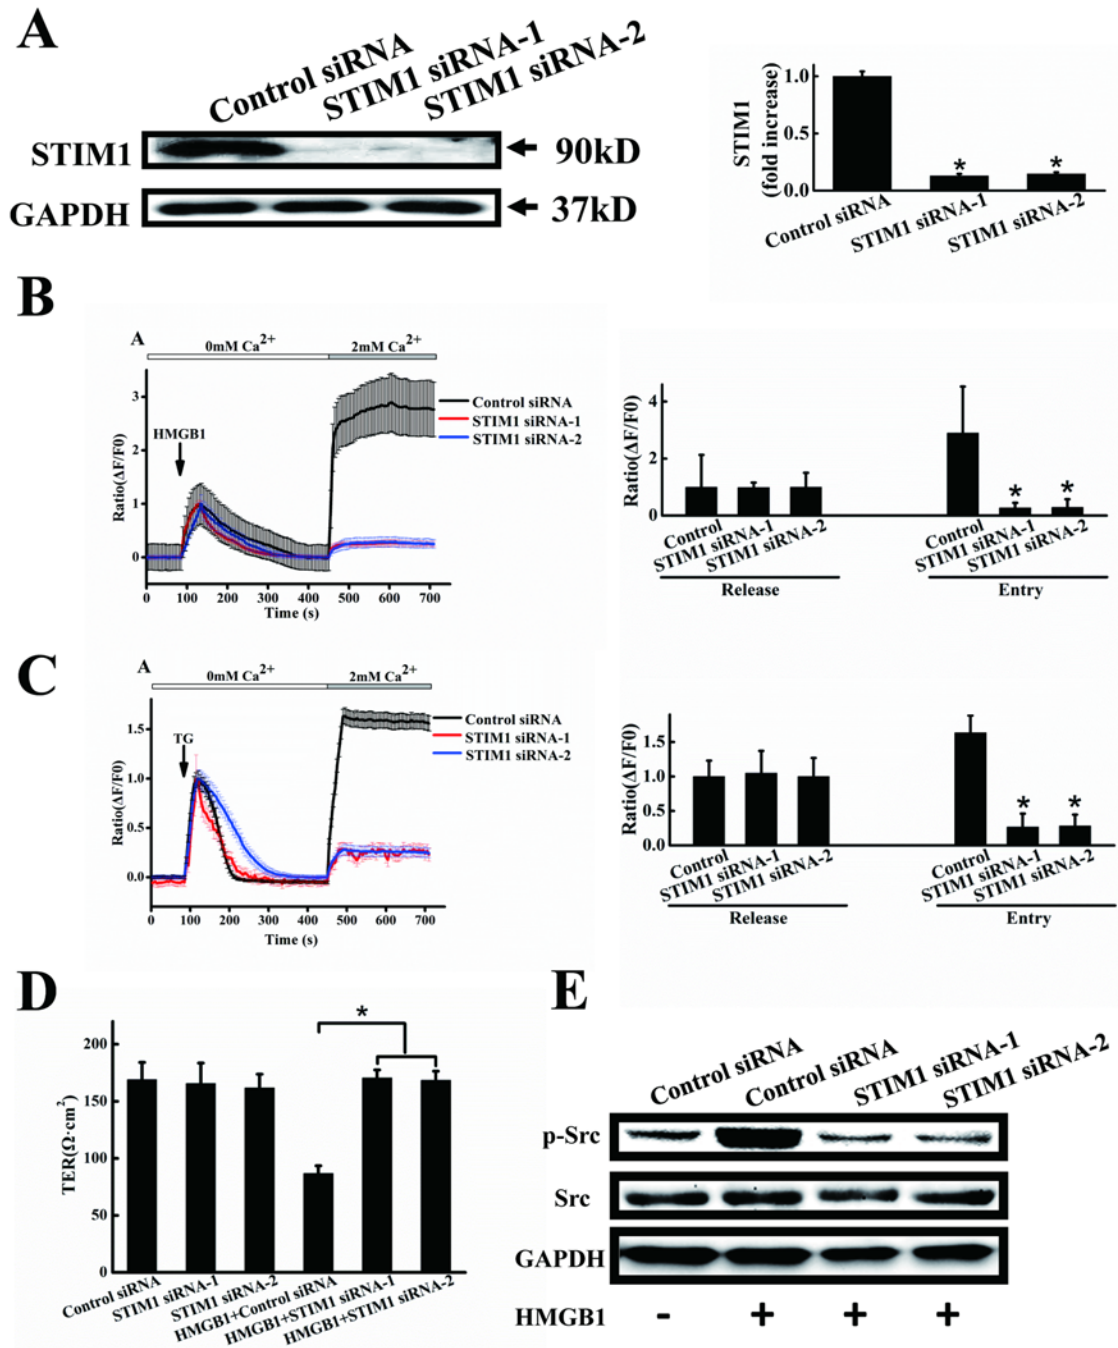 A
Control siRNA
STIM1 siRNA-1
STIM1 siRNA-2
STIM1
90kD
GAPDH
37kD
STIM1
(fold increase)
1.0
0.5
0.0
Control siRNA
STIM1 siRNA-1
STIM1 siRNA-2
*
*
B
A
0mM Ca2+
2mM Ca2+
Ratio(ΔF/F0)
3
2
1
0
HMGB1
Control siRNA
STIM1 siRNA-1
STIM1 siRNA-2
0 100 200 300 400 500 600 700
Time (s)
Ratio(ΔF/F0)
4
2
0
*
*
Control
STIM1 siRNA-1
STIM1 siRNA-2
Release
Control
STIM1 siRNA-1
STIM1 siRNA-2
Entry
C
A
0mM Ca2+
2mM Ca2+
Ratio(ΔF/F0)
1.5
1.0
0.5
0.0
TG
Control siRNA
STIM1 siRNA-1
STIM1 siRNA-2
0 100 200 300 400 500 600 700
Time (s)
Ratio(ΔF/F0)
1.5
1.0
0.5
0.0
*
*
Control
STIM1 siRNA-1
STIM1 siRNA-2
Release
Control
STIM1 siRNA-1
STIM1 siRNA-2
Entry
D
TER(Ω·cm2)
200
150
100
50
0
*
Control siRNA
STIM1 siRNA-1
STIM1 siRNA-2
HMGB1+Control siRNA
HMGB1+STIM1 siRNA-1
HMGB1+STIM1 siRNA-2
E
Control siRNA
Control siRNA
STIM1 siRNA-1
STIM1 siRNA-2
p-Src
Src
GAPDH
HMGB1 - + + +